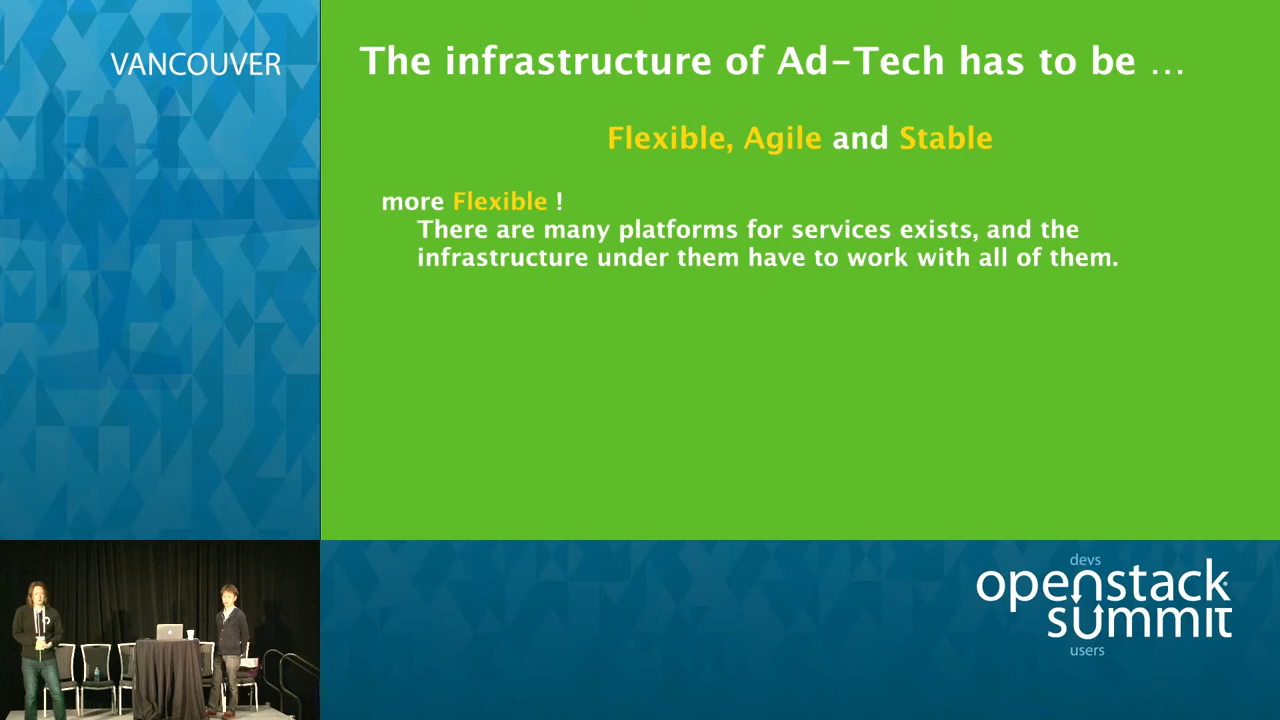 VANCOUVER
The infrastructure of Ad-Tech has to be …
Flexible, Agile and Stable
more Flexible !
There are many platforms for services exists, and the
infrastructure under them have to work with all of them.
devs
openstack
summit
users